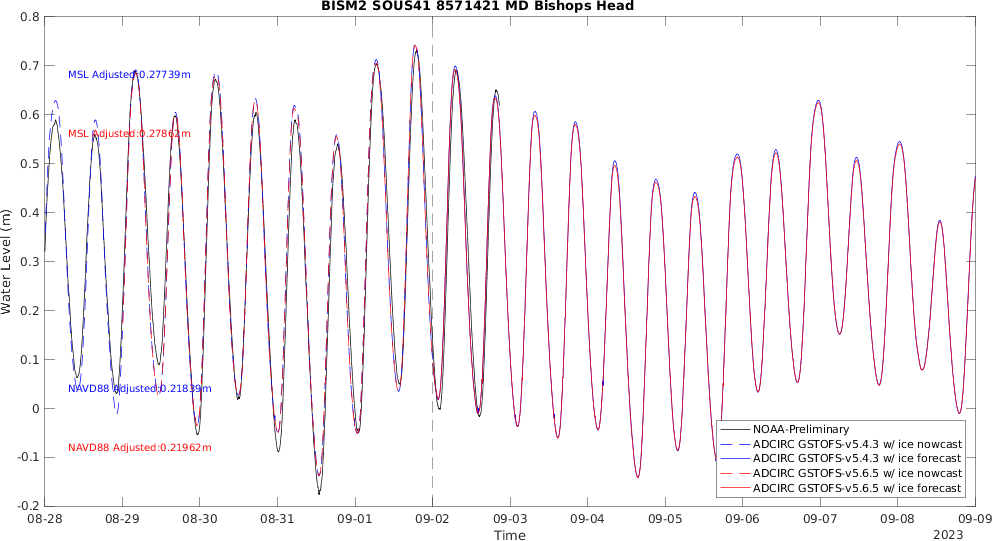 BISM2 SOUS41 8571421 MD Bishops Head
0.8
0.7
MSL Adjusted:0.27739m
0.6
MSL Adjusted:0.27862m
0.5
0.4
0.3
0.2
0.1
NAVD88 Adjusted:0.21839m
0
NAVD88 Adjusted:0.21962m
-0.1
-0.2
Water Level (m)
NOAA-Preliminary
ADCIRC GSTOFS-v5.4.3 w/ ice nowcast
ADCIRC GSTOFS-v5.4.3 w/ ice forecast
ADCIRC GSTOFS-v5.6.5 w/ ice nowcast
ADCIRC GSTOFS-v5.6.5 w/ ice forecast
08-28 08-29 08-30 08-31 09-01 09-02 09-03 09-04 09-05 09-06 09-07 09-08 09-09
Time
2023